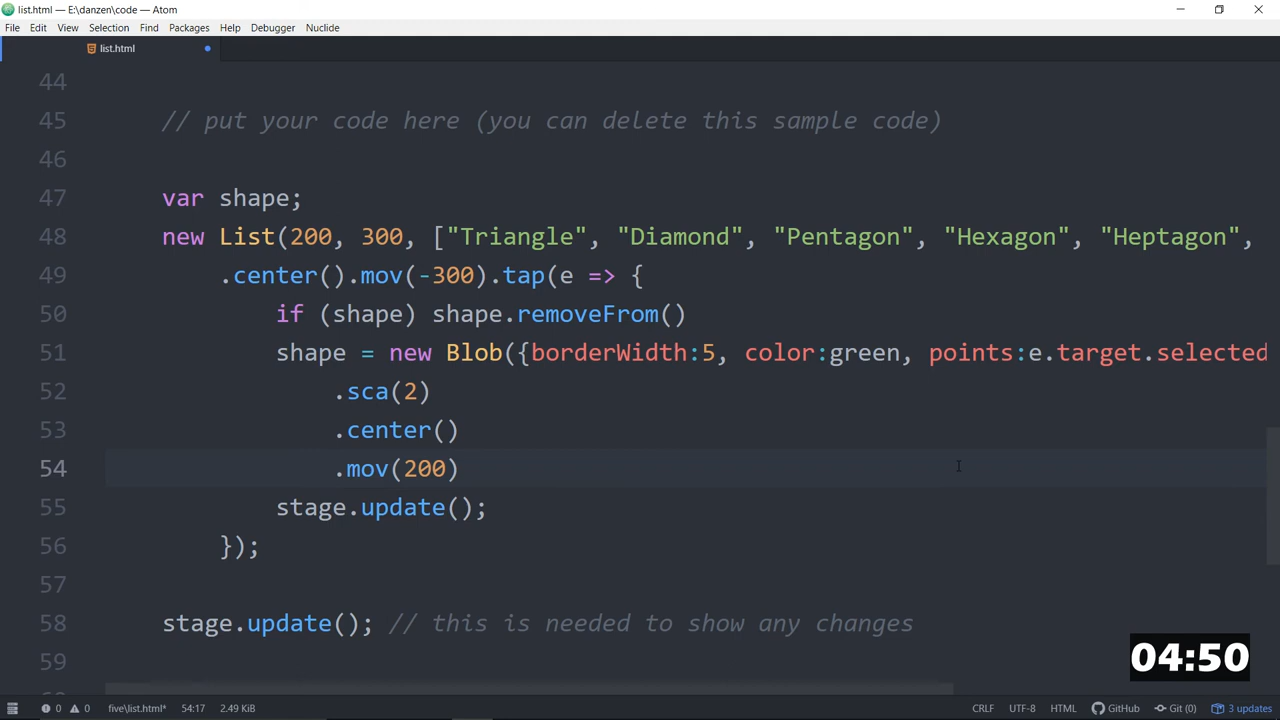 list.html — E:\danzen\code — Atom
File Edit View Selection Find Packages Help Debugger Nuclide
list.html
44
45 // put your code here (you can delete this sample code)
46
47 var shape;
48 new List(200, 300, ["Triangle", "Diamond", "Pentagon", "Hexagon", "Heptagon",
49 .center().mov(-300).tap(e => {
50 if (shape) shape.removeFrom()
51 shape = new Blob({borderWidth:5, color:green, points:e.target.selected
52 .sca(2)
53 .center()
54 .mov(200)
55 stage.update();
56 });
57
58 stage.update(); // this is needed to show any changes
59
04:50
0 0 five\list.html* 54:17 2.49 KiB CRLF UTF-8 HTML GitHub Git (0) 3 updates